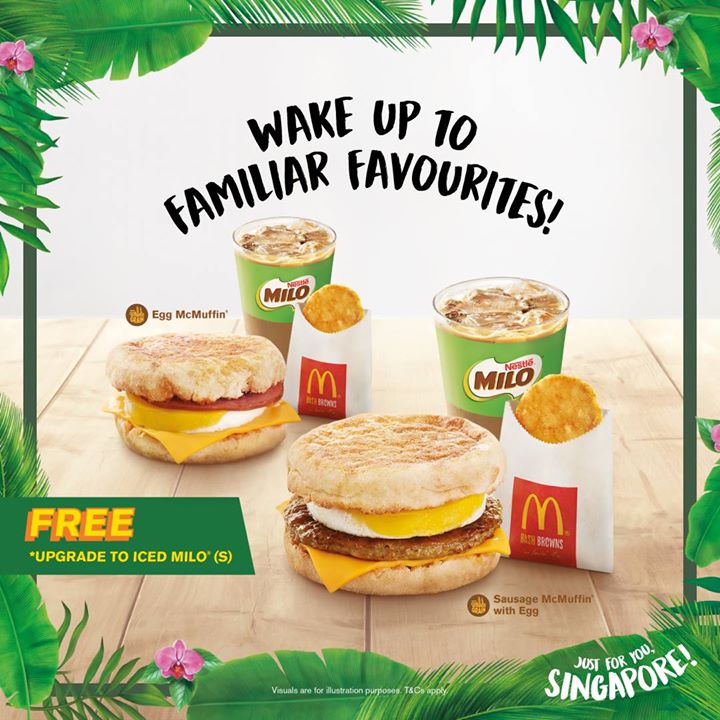 WAKE UP TO
FAMILIAR FAVOURITES!
Egg McMuffin®
Nestlé
MILO
HASH BROWNS
Nestlé
MILO
HASH BROWNS
FREE
*UPGRADE TO ICED MILO® (S)
Sausage McMuffin®
with Egg
JUST FOR YOU,
SINGAPORE!
Visuals are for illustration purposes. T&Cs apply.